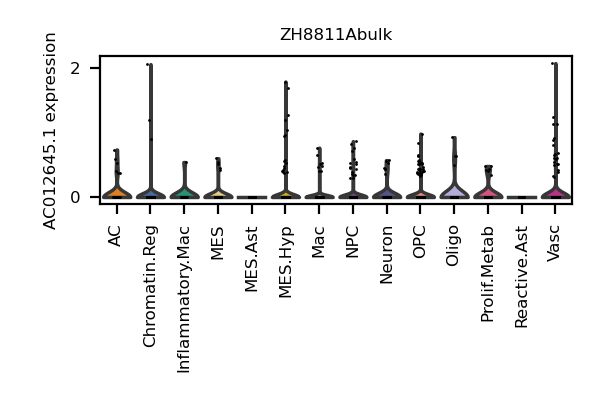 ZH8811Abulk
AC012645.1 expression
2
0
AC
Chromatin.Reg
Inflammatory.Mac
MES
MES.Ast
MES.Hyp
Mac
NPC
Neuron
OPC
Oligo
Prolif.Metab
Reactive.Ast
Vasc